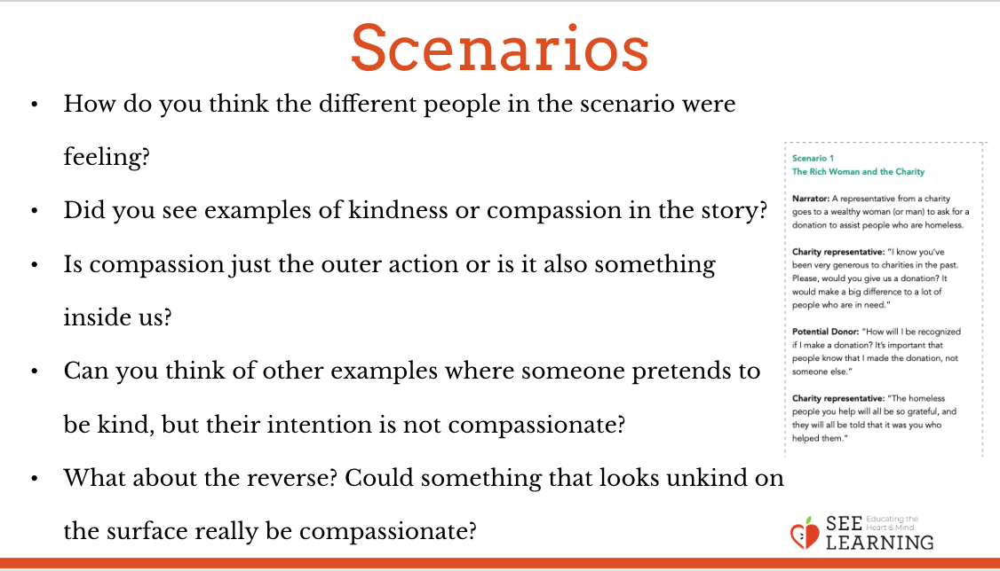 Scenarios
• How do you think the different people in the scenario were
feeling?
• Did you see examples of kindness or compassion in the story?
• Is compassion just the outer action or is it also something
inside us?
• Can you think of other examples where someone pretends to
be kind, but their intention is not compassionate?
• What about the reverse? Could something that looks unkind on
the surface really be compassionate?
Scenario 1
The Rich Woman and the Charity
Narrator: A representative from a charity
goes to a wealthy woman (or man) to ask for a
donation to assist people who are homeless.
Charity representative: “I know you've
been very generous to charities in the past.
Please, would you give us a donation? It
would make a big difference to a lot of
people who are in need.”
Potential Donor: “How will I be recognized
if I make a donation? It's important that
people know that I made the donation, not
someone else.”
Charity representative: “The homeless
people you help will all be so grateful, and
they will all be told that it was you who
helped them.”
SEE
Educating the
Heart & Mind
LEARNING